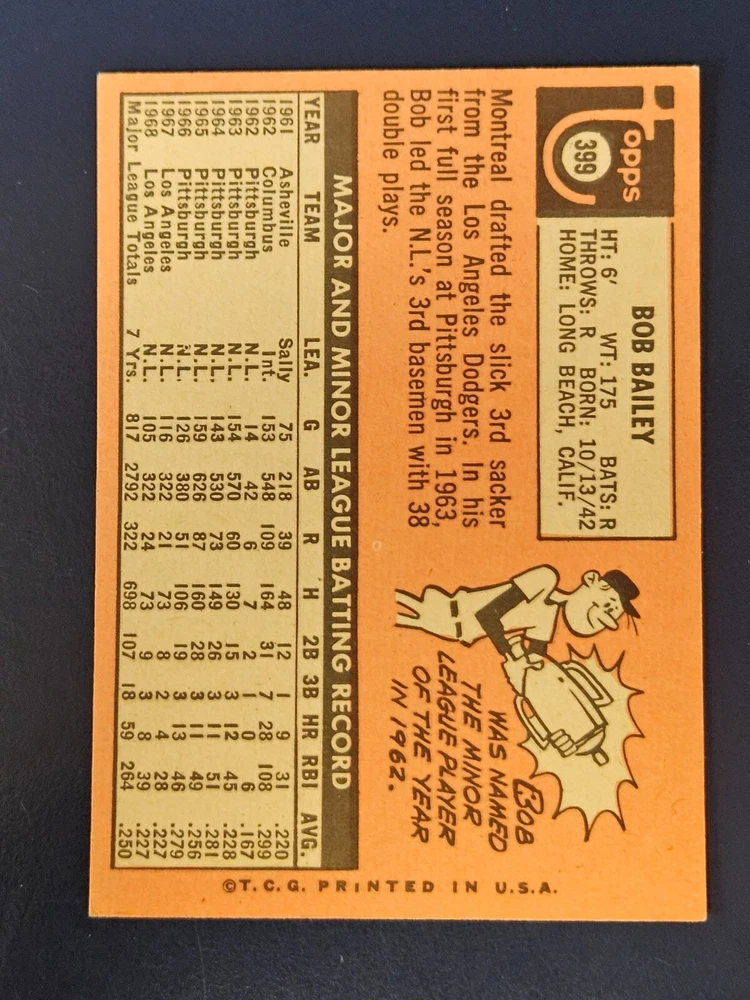 Topps
399
BOB BAILEY
HT: 6' WT: 175 BATS: R
THROWS: R BORN: 10/13/42
HOME: LONG BEACH, CALIF.
Montreal drafted the slick 3rd sacker
from the Los Angeles Dodgers. In his
first full season at Pittsburgh in 1963,
Bob led the N.L.'s 3rd basemen with 38
double plays.
BOB
WAS NAMED
THE MINOR
LEAGUE PLAYER
OF THE YEAR
IN 1962.
MAJOR AND MINOR LEAGUE BATTING RECORD
YEAR TEAM LEA. G AB R H 2B 3B HR RBI AVG.
1961 Asheville Sally 75 218 39 48 12 1 9 31 .220
1962 Columbus Int. 153 548 109 164 31 7 28 108 .299
1962 Pittsburgh N.L. 14 42 6 7 2 1 0 6 .167
1963 Pittsburgh N.L. 154 570 60 130 15 3 12 45 .228
1964 Pittsburgh N.L. 143 530 73 149 26 3 11 51 .281
1965 Pittsburgh N.L. 159 626 87 160 28 3 11 49 .256
1966 Pittsburgh N.L. 126 380 51 106 19 3 13 46 .279
1967 Los Angeles N.L. 116 322 21 73 8 2 4 28 .227
1968 Los Angeles N.L. 105 322 24 73 9 3 8 39 .227
Major League Totals 7 Yrs. 817 2792 322 698 107 18 59 264 .250
©T.C.G. PRINTED IN U.S.A.